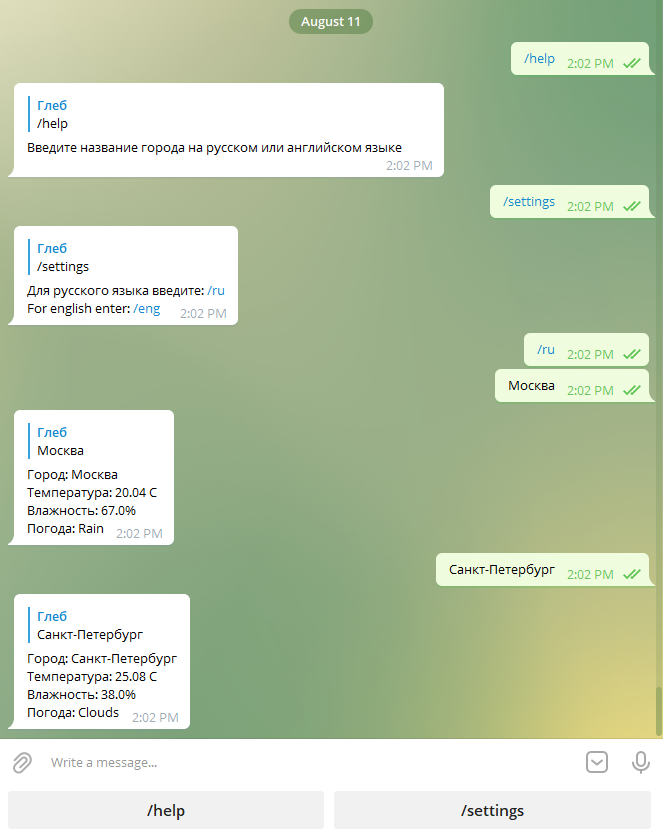 August 11
/help 2:02 PM
Глеб
/help
Введите название города на русском или английском языке
2:02 PM
/settings 2:02 PM
Глеб
/settings
Для русского языка введите: /ru
For english enter: /eng 2:02 PM
/ru 2:02 PM
Москва 2:02 PM
Глеб
Москва
Город: Москва
Температура: 20.04 C
Влажность: 67.0%
Погода: Rain 2:02 PM
Санкт-Петербург 2:02 PM
Глеб
Санкт-Петербург
Город: Санкт-Петербург
Температура: 25.08 C
Влажность: 38.0%
Погода: Clouds 2:02 PM
Write a message...
/help /settings